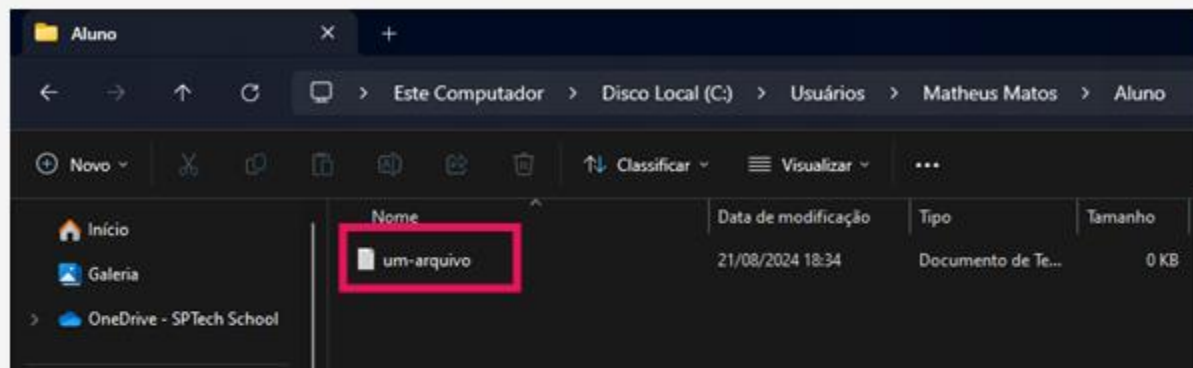 Aluno
Este Computador > Disco Local (C:) > Usuários > Matheus Matos > Aluno
Novo Classificar Visualizar ...
Nome Data de modificação Tipo Tamanho
Início
um-arquivo 21/08/2024 18:34 Documento de Te... 0 KB
Galeria
OneDrive - SPTech School